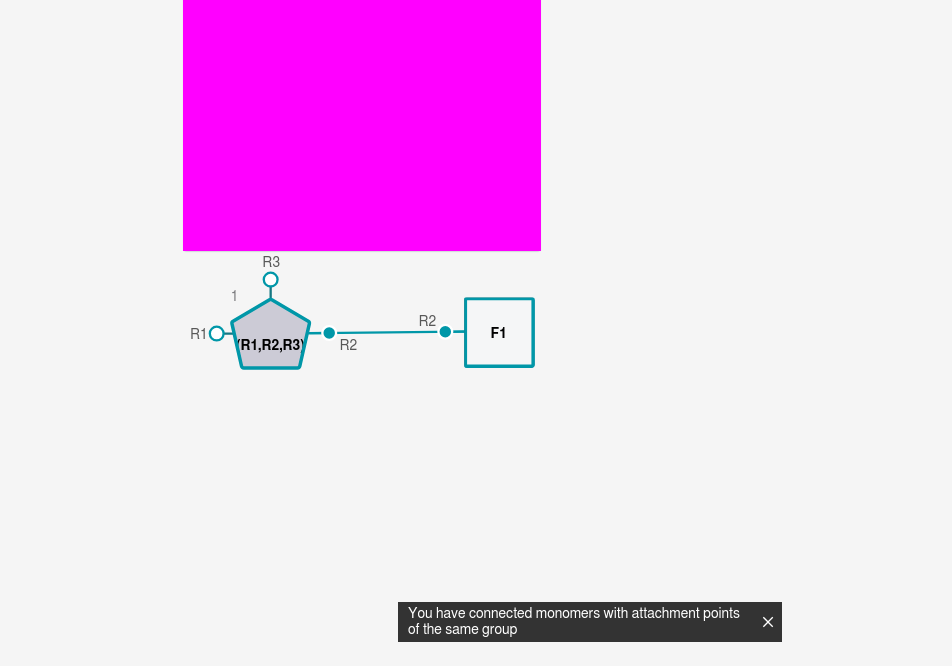 R3
1
R1
(R1,R2,R3)
R2
R2
F1
You have connected monomers with attachment points
of the same group